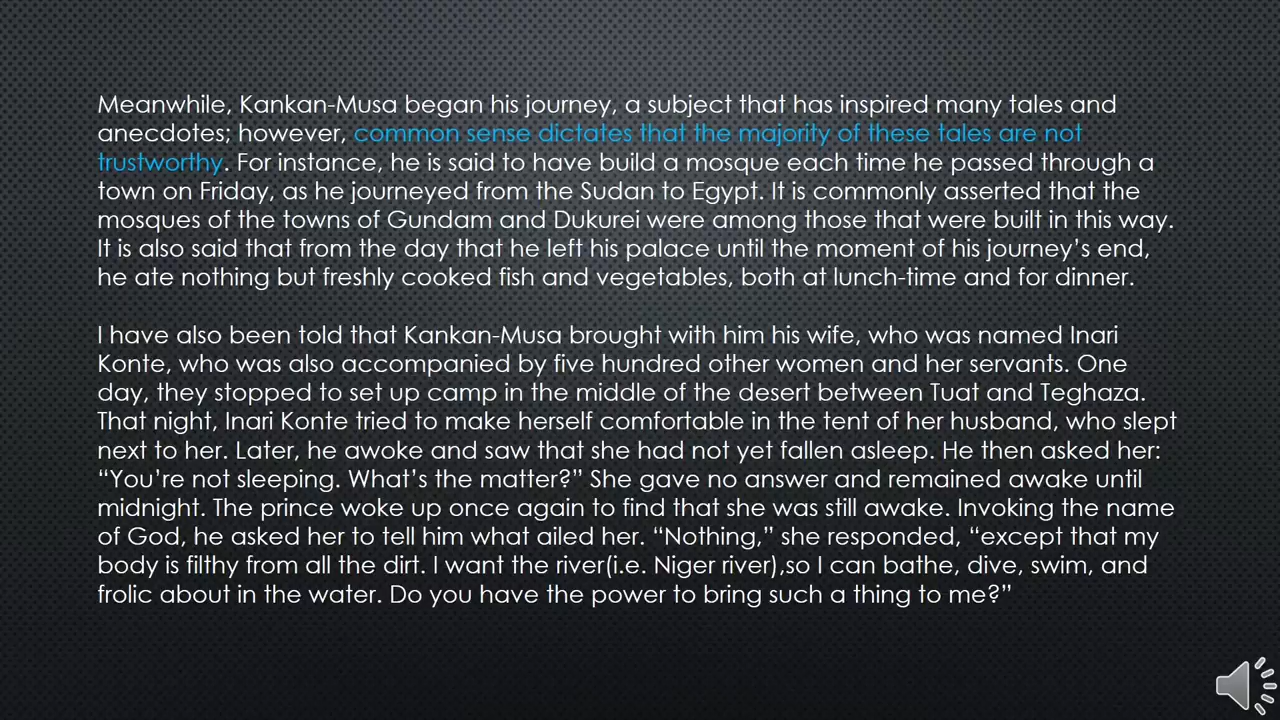 Meanwhile, Kankan-Musa began his journey, a subject that has inspired many tales and
anecdotes; however, common sense dictates that the majority of these tales are not
trustworthy. For instance, he is said to have build a mosque each time he passed through a
town on Friday, as he journeyed from the Sudan to Egypt. It is commonly asserted that the
mosques of the towns of Gundam and Dukurei were among those that were built in this way.
It is also said that from the day that he left his palace until the moment of his journey’s end,
he ate nothing but freshly cooked fish and vegetables, both at lunch-time and for dinner.
I have also been told that Kankan-Musa brought with him his wife, who was named Inari
Konte, who was also accompanied by five hundred other women and her servants. One
day, they stopped to set up camp in the middle of the desert between Tuat and Teghaza.
That night, Inari Konte tried to make herself comfortable in the tent of her husband, who slept
next to her. Later, he awoke and saw that she had not yet fallen asleep. He then asked her:
“You’re not sleeping. What’s the matter?” She gave no answer and remained awake until
midnight. The prince woke up once again to find that she was still awake. Invoking the name
of God, he asked her to tell him what ailed her. “Nothing,” she responded, “except that my
body is filthy from all the dirt. I want the river(i.e. Niger river),so I can bathe, dive, swim, and
frolic about in the water. Do you have the power to bring such a thing to me?”